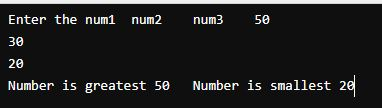 Enter the num1  num2    num3    50
30
20
Number is greatest 50   Number is smallest 20